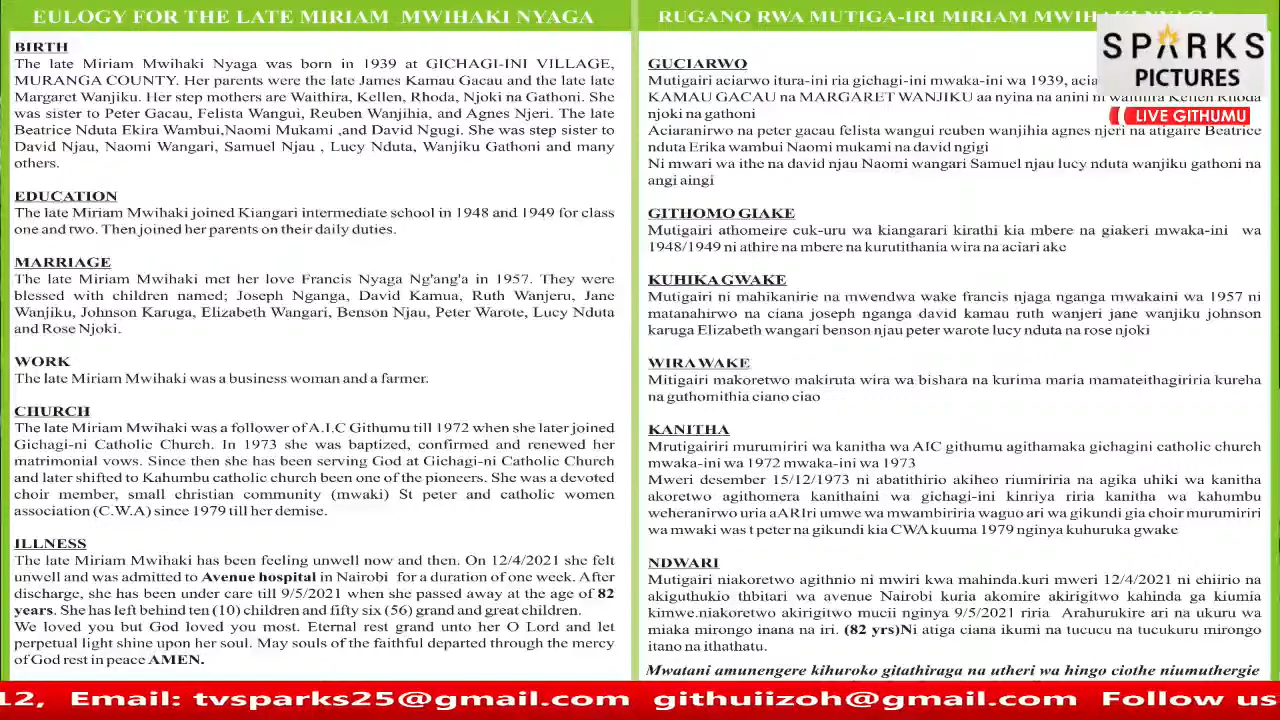 EULOGY FOR THE LATE MIRIAM MWIHAKI NYAGA
BIRTH
The late Miriam Mwihaki Nyaga was born in 1939 at GICHAGI-INI VILLAGE,
MURANGA COUNTY. Her parents were the late James Kamau Gacau and the late late
Margaret Wanjiku. Her step mothers are Waithira, Kellen, Rhoda, Njoki na Gathoni. She
was sister to Peter Gacau, Felista Wangui, Reuben Wanjihia, and Agnes Njeri. The late
Beatrice Nduta Ekira Wambui,Naomi Mukami ,and David Ngugi. She was step sister to
David Njau, Naomi Wangari, Samuel Njau , Lucy Nduta, Wanjiku Gathoni and many
others.
EDUCATION
The late Miriam Mwihaki joined Kiangari intermediate school in 1948 and 1949 for class
one and two. Then joined her parents on their daily duties.
MARRIAGE
The late Miriam Mwihaki met her love Francis Nyaga Ng'ang'a in 1957. They were
blessed with children named; Joseph Nganga, David Kamua, Ruth Wanjeru, Jane
Wanjiku, Johnson Karuga, Elizabeth Wangari, Benson Njau, Peter Warote, Lucy Nduta
and Rose Njoki.
WORK
The late Miriam Mwihaki was a business woman and a farmer.
CHURCH
The late Miriam Mwihaki was a follower of A.I.C Githumu till 1972 when she later joined
Gichagi-ni Catholic Church. In 1973 she was baptized, confirmed and renewed her
matrimonial vows. Since then she has been serving God at Gichagi-ni Catholic Church
and later shifted to Kahumbu catholic church been one of the pioneers. She was a devoted
choir member, small christian community (mwaki) St peter and catholic women
association (C.W.A) since 1979 till her demise.
ILLNESS
The late Miriam Mwihaki has been feeling unwell now and then. On 12/4/2021 she felt
unwell and was admitted to Avenue hospital in Nairobi for a duration of one week. After
discharge, she has been under care till 9/5/2021 when she passed away at the age of 82
years. She has left behind ten (10) children and fifty six (56) grand and great children.
We loved you but God loved you most. Eternal rest grand unto her O Lord and let
perpetual light shine upon her soul. May souls of the faithful departed through the mercy
of God rest in peace AMEN.
RUGANO RWA MUTIGA-IRI MIRIAM MWIHAKI NYAGA
GUCIARWO
Mutigairi aciarwo itura-ini ria gichagi-ini mwaka-ini wa 1939,
KAMAU GACAU na MARGARET WANJIKU aa nyina na anini ni waithira Kellen Rhoda
njoki na gathoni
Aciaranirwo na peter gacau felista wangui reuben wanjihia agnes njeri na atigaire Beatrice
nduta Erika wambui Naomi mukami na david ngigi
Ni mwari wa ithe na david njau Naomi wangari Samuel njau lucy nduta wanjiku gathoni na
angi aingi
GITHOMO GIAKE
Mutigairi athomeire cuk-uru wa kiangarari kirathi kia mbere na giakeri mwaka-ini wa
1948/1949 ni athire na mbere na kurutithania wira na aciari ake
KUHIKA GWAKE
Mutigairi ni mahikanirie na mwendwa wake francis njaga nganga mwakaini wa 1957 ni
matanahirwo na ciana joseph nganga david kamau ruth wanjeri jane wanjiku johnson
karuga Elizabeth wangari benson njau peter warote lucy nduta na rose njoki
WIRA WAKE
Mitigairi makoretwo makiruta wira wa bishara na kurima maria mamateithagiriria kureha
na guthomithia ciano ciao
KANITHA
Mrutigairiri murumiriri wa kanitha wa AIC githumu agithamaka gichagini catholic church
mwaka-ini wa 1972 mwaka-ini wa 1973
Mweri dcsember 15/12/1973 ni abatithirio akiheo riumiriria na agika uhiki wa kanitha
akoretwo agithomera kanithaini wa gichagi-ini kinriya riria kanitha wa kahumbu
weheranirwo uria aARIri umwe wa mwambiriria waguo ari wa gikundi gia choir murumiriri
wa mwaki was t peter na gikundi kia CWA kuuma 1979 nginya kuhuruka gwake
NDWARI
Mutigairi niakoretwo agithnio ni mwiri kwa mahinda.kuri mweri 12/4/2021 ni ehiirio na
akiguthukio thbitari wa avenue Nairobi kuria akomire akirigitwo kahinda ga kiumia
kimwe.niakoretwo akirigitwo mucii nginya 9/5/2021 riria Arahurukire ari na ukuru wa
miaka mirongo inana na iri. (82 yrs)Ni atiga ciana ikumi na tucucu na tucukuru mirongo
itano na ithathatu.
Mwatani amunengere kihuroko gitathiraga na utheri wa hingo ciothe niumuthergie
SPARKS
PICTURES
LIVE GITHUMU
12, Email: tvsparks25@gmail.com githuiizoh@gmail.com Follow us